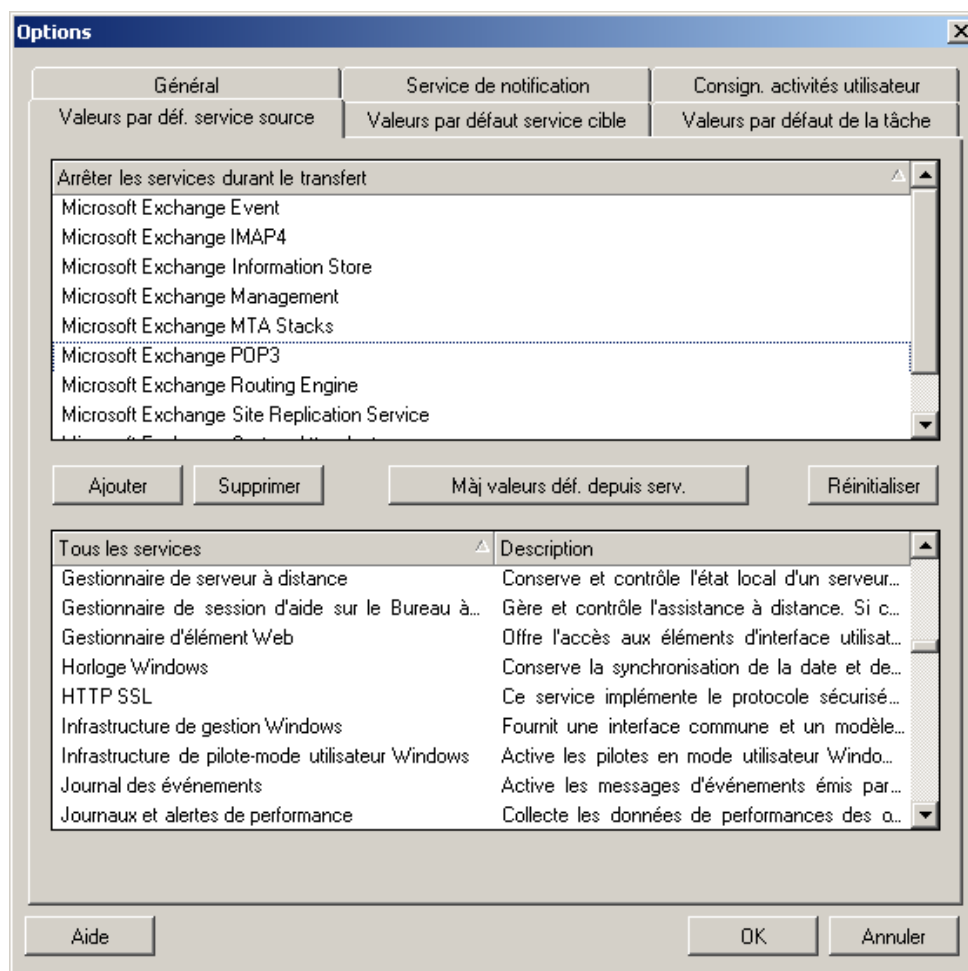 Options
Général Service de notification Consign. activités utilisateur
Valeurs par déf. service source Valeurs par défaut service cible Valeurs par défaut de la tâche
Arrêter les services durant le transfert
Microsoft Exchange Event
Microsoft Exchange IMAP4
Microsoft Exchange Information Store
Microsoft Exchange Management
Microsoft Exchange MTA Stacks
Microsoft Exchange POP3
Microsoft Exchange Routing Engine
Microsoft Exchange Site Replication Service
Ajouter Supprimer Màj valeurs déf. depuis serv. Réinitialiser
Tous les services Description
Gestionnaire de serveur à distance Conserve et contrôle l'état local d'un serveur...
Gestionnaire de session d'aide sur le Bureau à... Gère et contrôle l'assistance à distance. Si c...
Gestionnaire d'élément Web Offre l'accès aux éléments d'interface utilisat...
Horloge Windows Conserve la synchronisation de la date et de...
HTTP SSL Ce service implémente le protocole sécurisé...
Infrastructure de gestion Windows Fournit une interface commune et un modèle...
Infrastructure de pilote-mode utilisateur Windows Active les pilotes en mode utilisateur Windo...
Journal des événements Active les messages d'événements émis par...
Journaux et alertes de performance Collecte les données de performances des o...
Aide OK Annuler